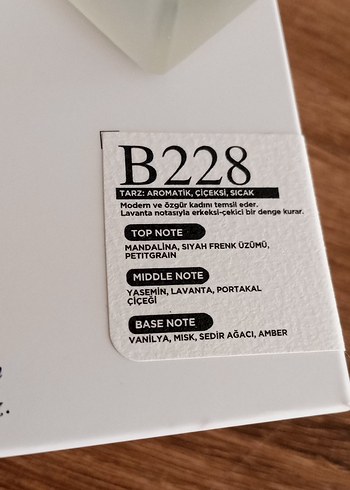 B228
TARZ: AROMATİK, ÇİÇEKSİ, SICAK
Modern ve özgür kadını temsil eder.
Lavanta notasıyla erkeksi-çekici bir denge kurar.
TOP NOTE
MANDALİNA, SIYAH FRENK ÜZÜMÜ,
PETITGRAIN
MIDDLE NOTE
YASEMİN, LAVANTA, PORTAKAL
ÇİÇEĞİ
BASE NOTE
VANİLYA, MISK, SEDİR AĞACI, AMBER